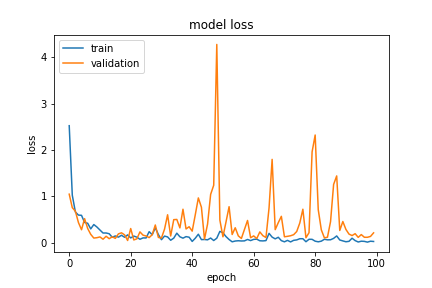 model loss
train
validation
loss
4
3
2
1
0
0 20 40 60 80 100
epoch